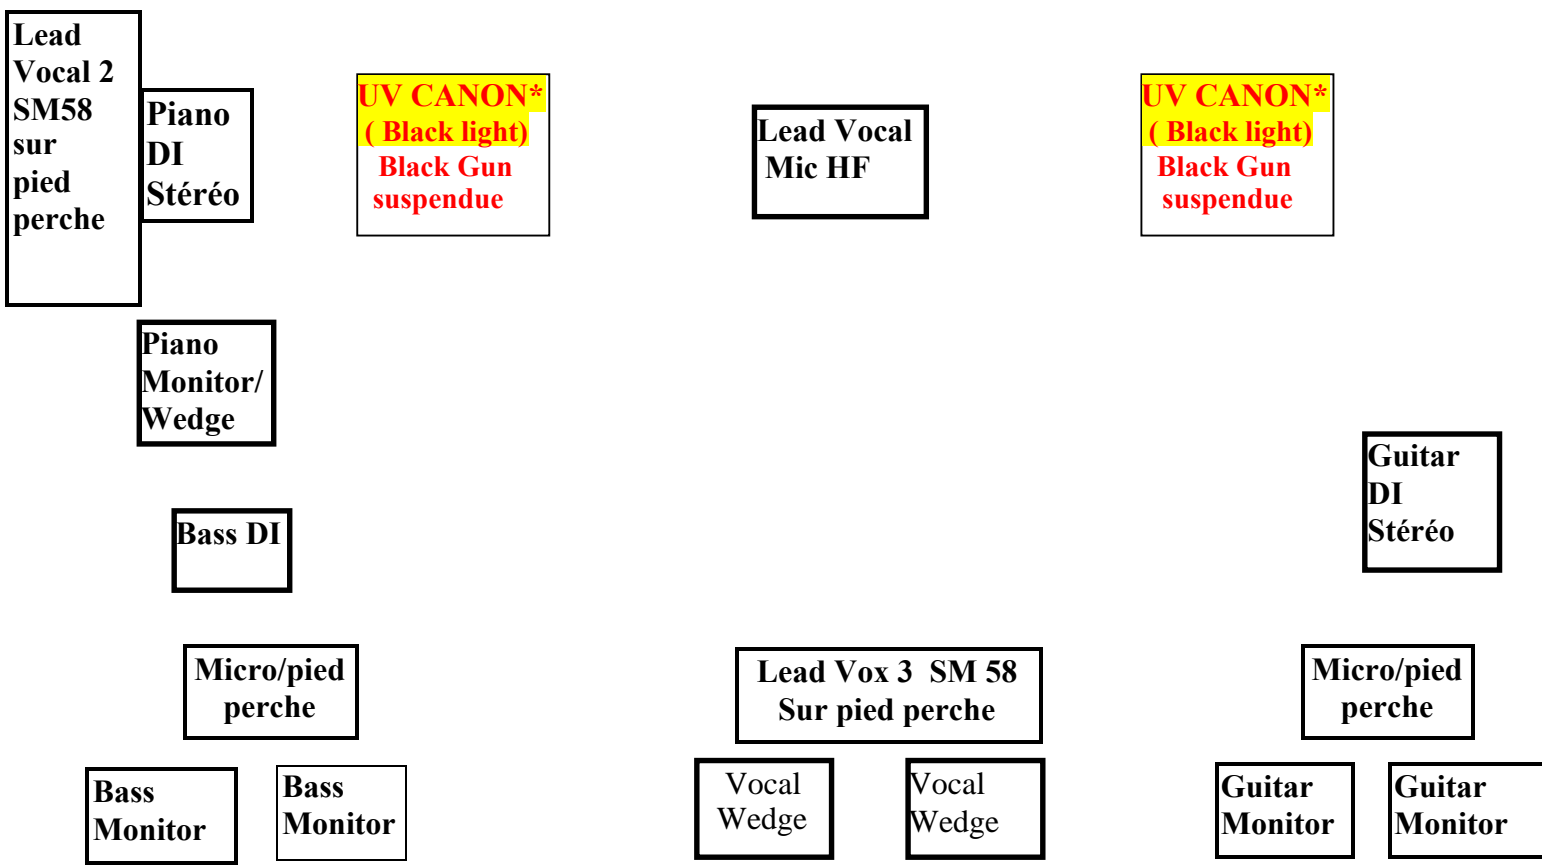 Lead
Vocal 2
SM58
sur
pied
perche
Piano
DI
Stéréo
UV CANON*
( Black light)
Black Gun
suspendue
Lead Vocal
Mic HF
UV CANON*
( Black light)
Black Gun
suspendue
Piano
Monitor/
Wedge
Guitar
DI
Stéréo
Bass DI
Micro/pied
perche
Lead Vox 3  SM 58
Sur pied perche
Micro/pied
perche
Bass
Monitor
Bass
Monitor
Vocal
Wedge
Vocal
Wedge
Guitar
Monitor
Guitar
Monitor